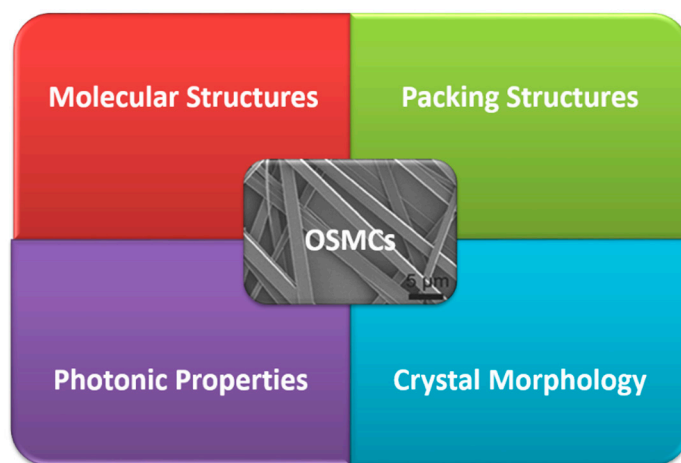 Molecular Structures
Packing Structures
OSMCs
5 μm
Photonic Properties
Crystal Morphology